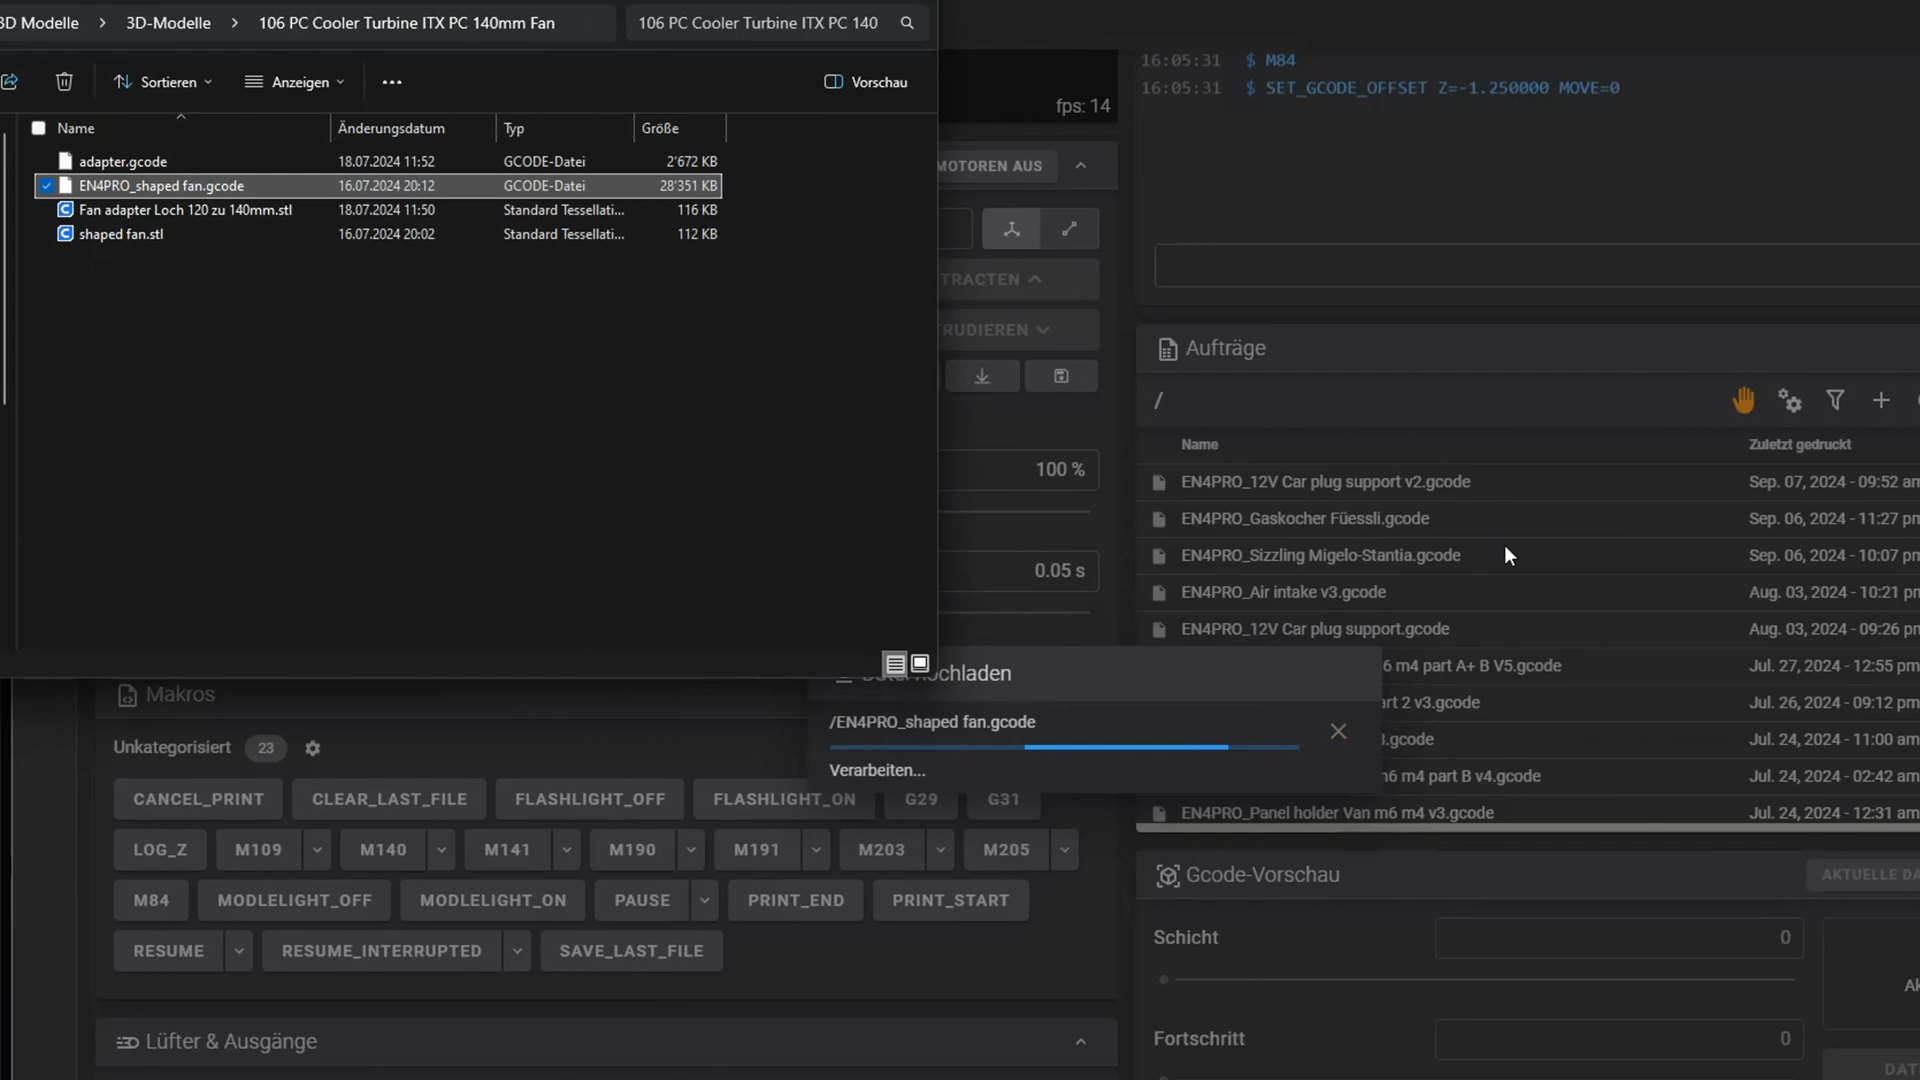 3D Modelle > 3D-Modelle > 106 PC Cooler Turbine ITX PC 140mm Fan
106 PC Cooler Turbine ITX PC 140
Sortieren
Anzeigen
Vorschau
Name Änderungsdatum Typ Größe
adapter.gcode 18.07.2024 11:52 GCODE-Datei 2'672 KB
EN4PRO_shaped fan.gcode 16.07.2024 20:12 GCODE-Datei 28'351 KB
Fan adapter Loch 120 zu 140mm.stl 18.07.2024 11:50 Standard Tessellati... 116 KB
shaped fan.stl 16.07.2024 20:02 Standard Tessellati... 112 KB
fps: 14
MOTOREN AUS
TRACTEN
RUDIEREN
100 %
0.05 s
16:05:31 $ M84
16:05:31 $ SET_GCODE_OFFSET Z=-1.250000 MOVE=0
Aufträge
/
Name Zuletzt gedruckt
EN4PRO_12V Car plug support v2.gcode Sep. 07, 2024 - 09:52 am
EN4PRO_Gaskocher Füessli.gcode Sep. 06, 2024 - 11:27 pm
EN4PRO_Sizzling Migelo-Stantia.gcode Sep. 06, 2024 - 10:07 pm
EN4PRO_Air intake v3.gcode Aug. 03, 2024 - 10:21 pm
EN4PRO_12V Car plug support.gcode Aug. 03, 2024 - 09:26 pm
6 m4 part A+ B V5.gcode Jul. 27, 2024 - 12:55 pm
rt 2 v3.gcode Jul. 26, 2024 - 09:12 pm
3.gcode Jul. 24, 2024 - 11:00 am
m6 m4 part B v4.gcode Jul. 24, 2024 - 02:42 am
EN4PRO_Panel holder Van m6 m4 v3.gcode Jul. 24, 2024 - 12:31 am
Datei hochladen
/EN4PRO_shaped fan.gcode
Verarbeiten...
Makros
Unkategorisiert 23
CANCEL_PRINT CLEAR_LAST_FILE FLASHLIGHT_OFF FLASHLIGHT_ON G29 G31
LOG_Z M109 M140 M141 M190 M191 M203 M205
M84 MODLELIGHT_OFF MODLELIGHT_ON PAUSE PRINT_END PRINT_START
RESUME RESUME_INTERRUPTED SAVE_LAST_FILE
Lüfter & Ausgänge
Gcode-Vorschau
AKTUELLE DA
Schicht 0
Ak
Fortschritt 0
DAT